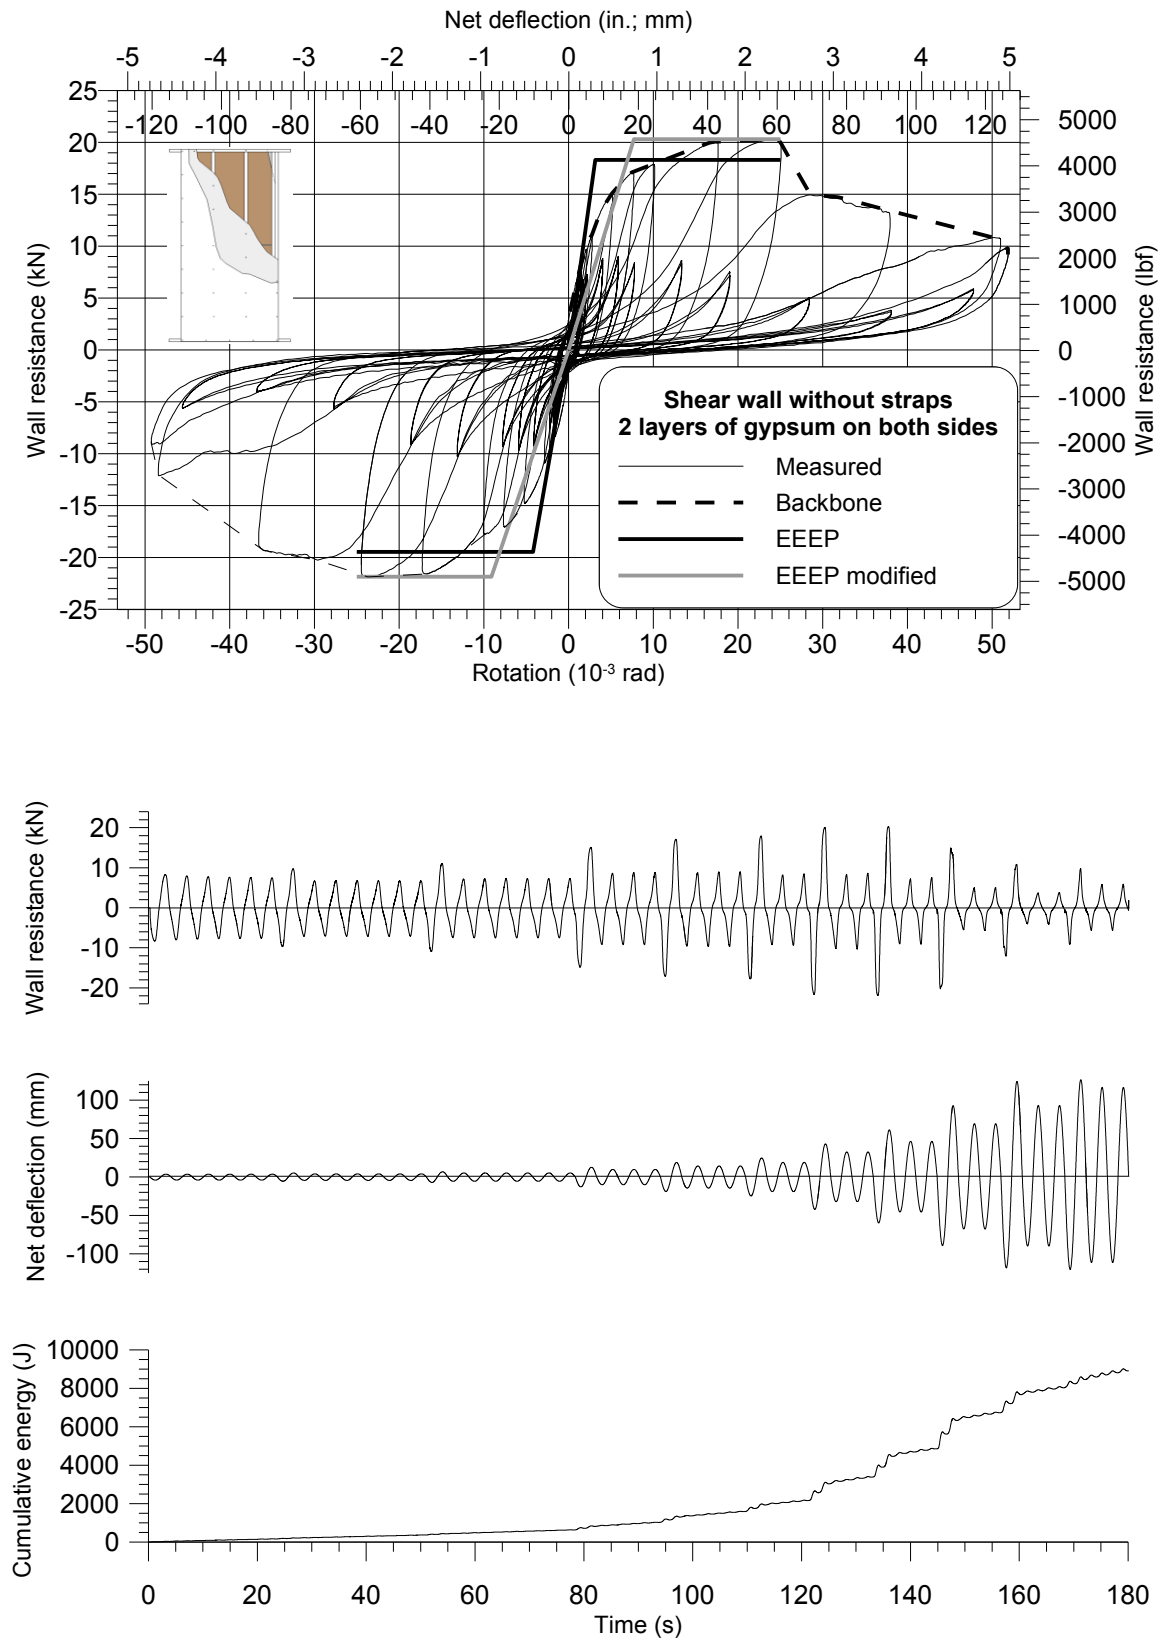 Net deflection (in.; mm)
-5 -4 -3 -2 -1 0 1 2 3 4 5
-120 -100 -80 -60 -40 -20 0 20 40 60 80 100 120
25
20
15
10
5
0
-5
-10
-15
-20
-25
Wall resistance (kN)
5000
4000
3000
2000
1000
0
-1000
-2000
-3000
-4000
-5000
Wall resistance (lbf)
Shear wall without straps
2 layers of gypsum on both sides
Measured
Backbone
EEEP
EEEP modified
-50 -40 -30 -20 -10 0 10 20 30 40 50
Rotation (10-3 rad)
Wall resistance (kN)
20
10
0
-10
-20
Net deflection (mm)
100
50
0
-50
-100
Cumulative energy (J)
10000
8000
6000
4000
2000
0
0 20 40 60 80 100 120 140 160 180
Time (s)